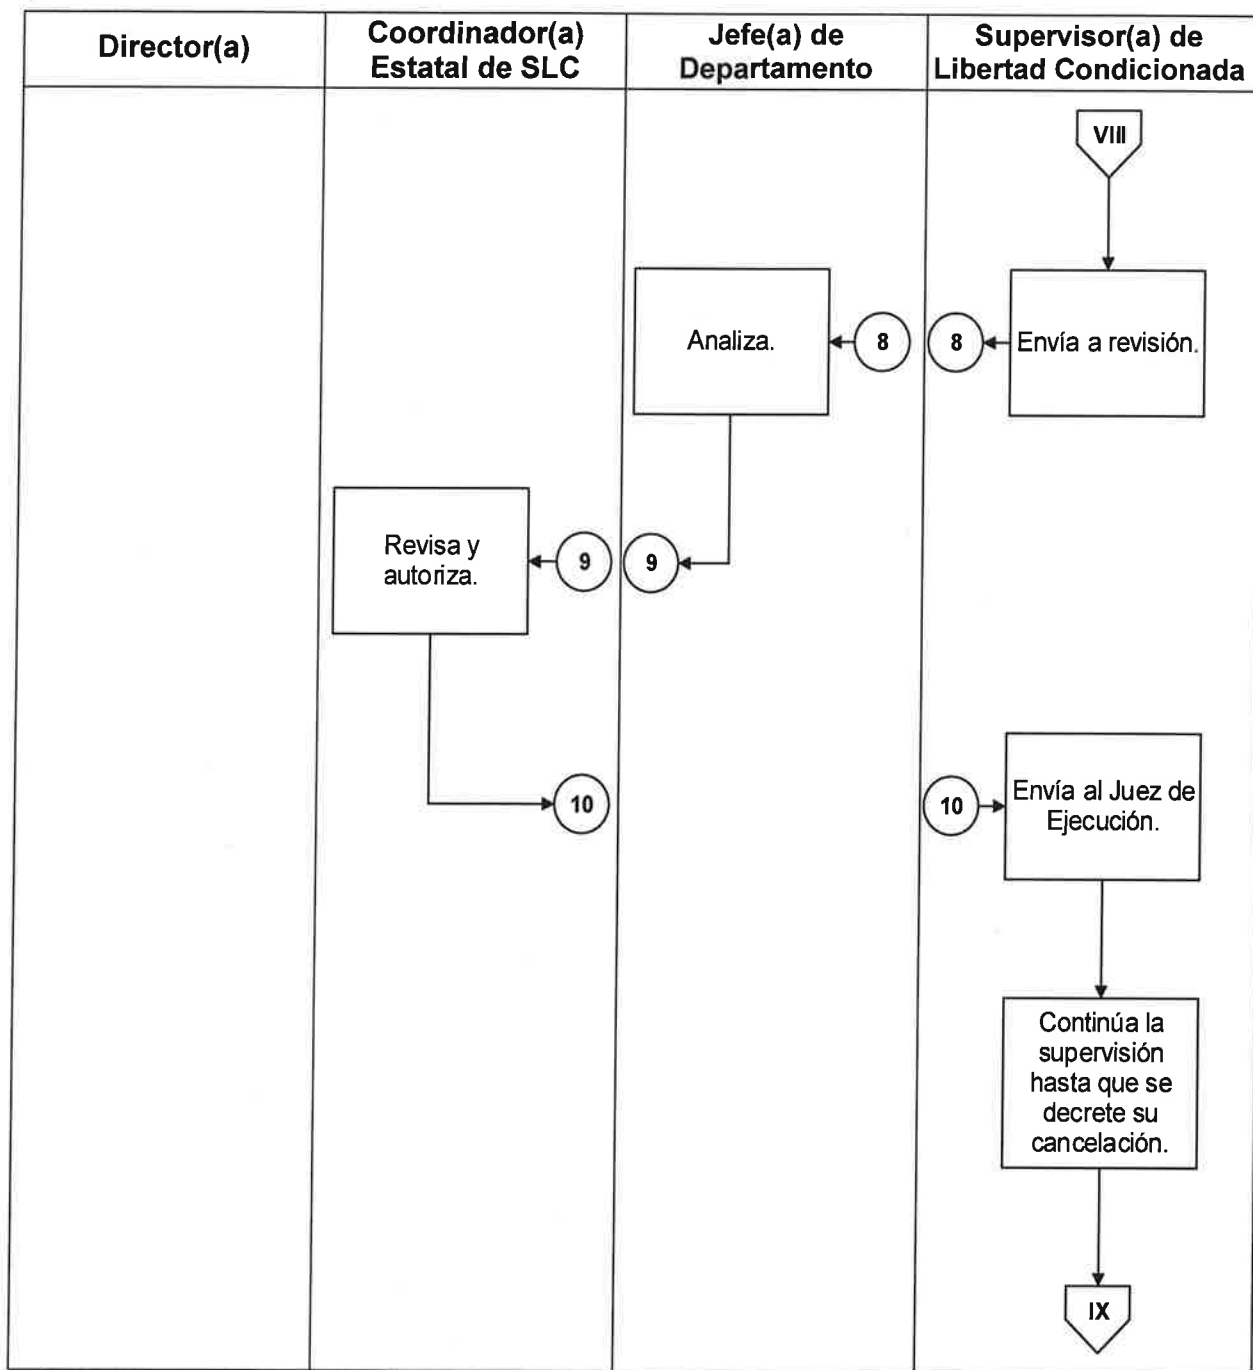 Director(a)
Coordinador(a)
Estatal de SLC
Jefe(a) de
Departamento
Supervisor(a) de
Libertad Condicionada
VIII
Analiza.
8
8
Envía a revisión.
Revisa y
autoriza.
9
9
10
10
Envía al Juez de
Ejecución.
Continúa la
supervisión
hasta que se
decrete su
cancelación.
IX